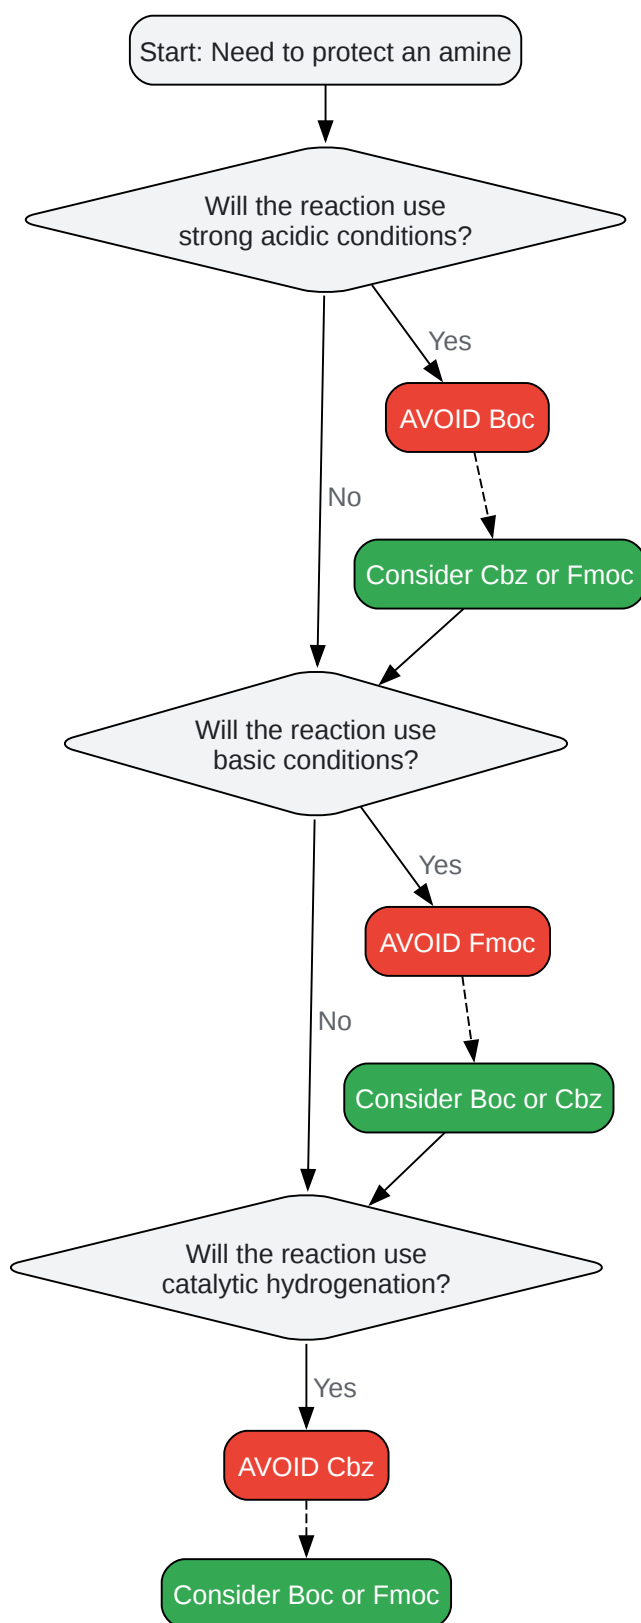 Start: Need to protect an amine
Will the reaction use
strong acidic conditions?
Yes
AVOID Boc
No
Consider Cbz or Fmoc
Will the reaction use
basic conditions?
Yes
AVOID Fmoc
No
Consider Boc or Cbz
Will the reaction use
catalytic hydrogenation?
Yes
AVOID Cbz
Consider Boc or Fmoc